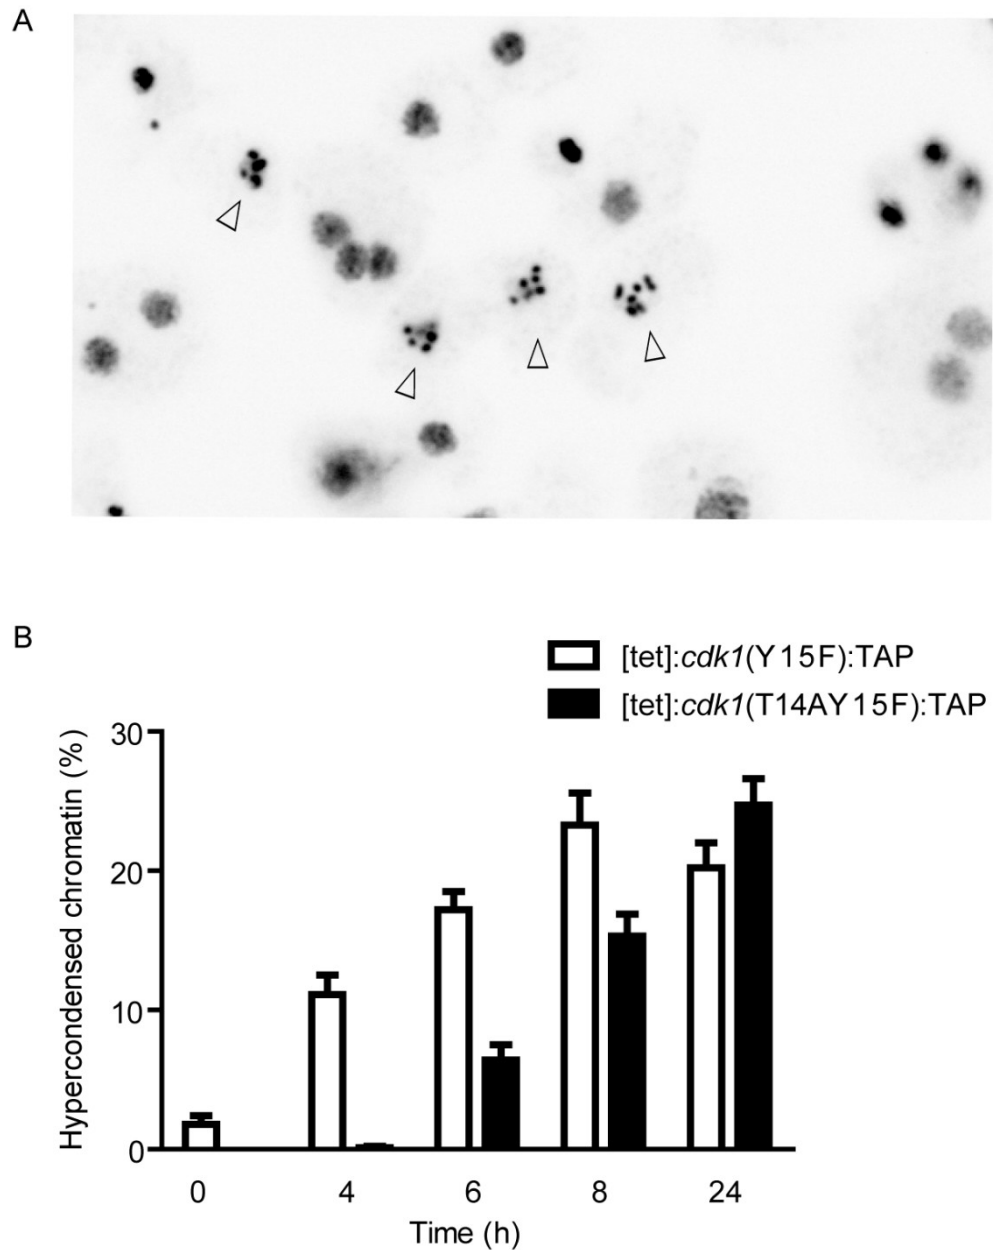 A
B
[tet]:cdk1(Y15F):TAP
[tet]:cdk1(T14AY15F):TAP
Hypercondensed chromatin (%)
30
20
10
0
0 4 6 8 24
Time (h)